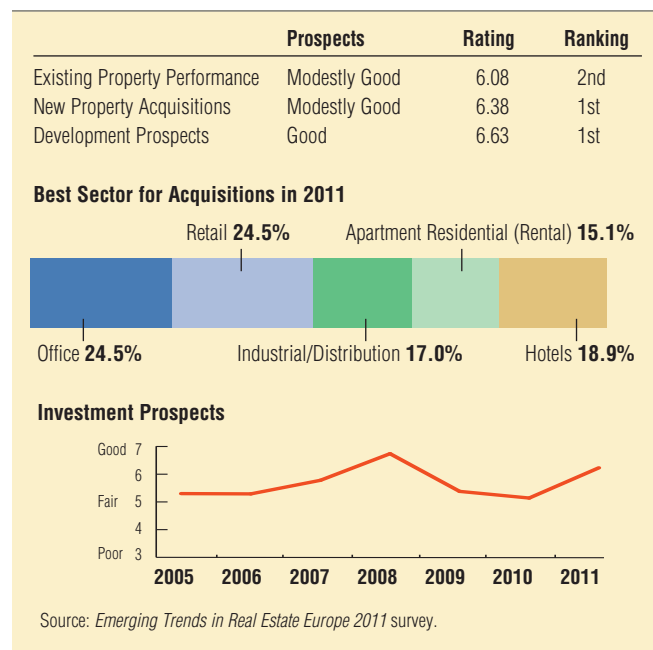 Prospects Rating Ranking
Existing Property Performance Modestly Good 6.08 2nd
New Property Acquisitions Modestly Good 6.38 1st
Development Prospects Good 6.63 1st
Best Sector for Acquisitions in 2011
Retail 24.5% Apartment Residential (Rental) 15.1%
Office 24.5% Industrial/Distribution 17.0% Hotels 18.9%
Investment Prospects
Good 7
6
Fair 5
4
Poor 3
2005 2006 2007 2008 2009 2010 2011
Source: Emerging Trends in Real Estate Europe 2011 survey.